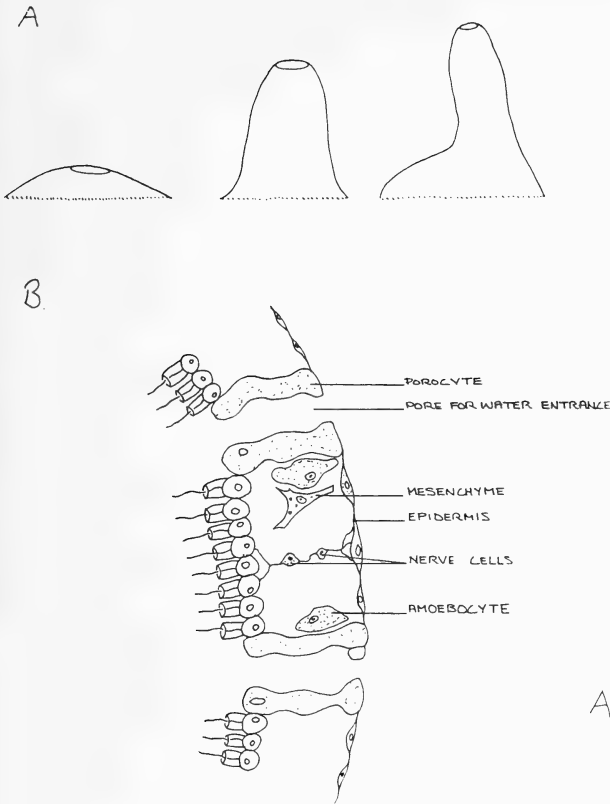 A
B.
POROCYTE
PORE FOR WATER ENTRANCE
MESENCHYME
EPIDERMIS
NERVE CELLS
AMOEBOCYTE
A